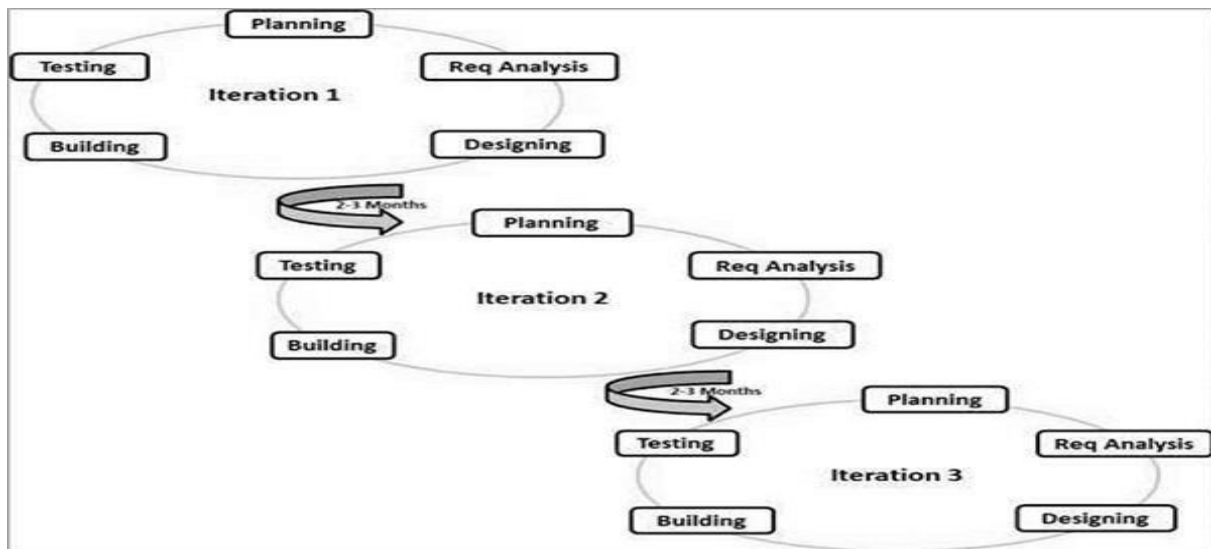 Planning
Testing
Req Analysis
Iteration 1
Building
Designing
2-3 Months
Planning
Testing
Req Analysis
Iteration 2
Building
Designing
2-3 Months
Planning
Testing
Req Analysis
Iteration 3
Building
Designing